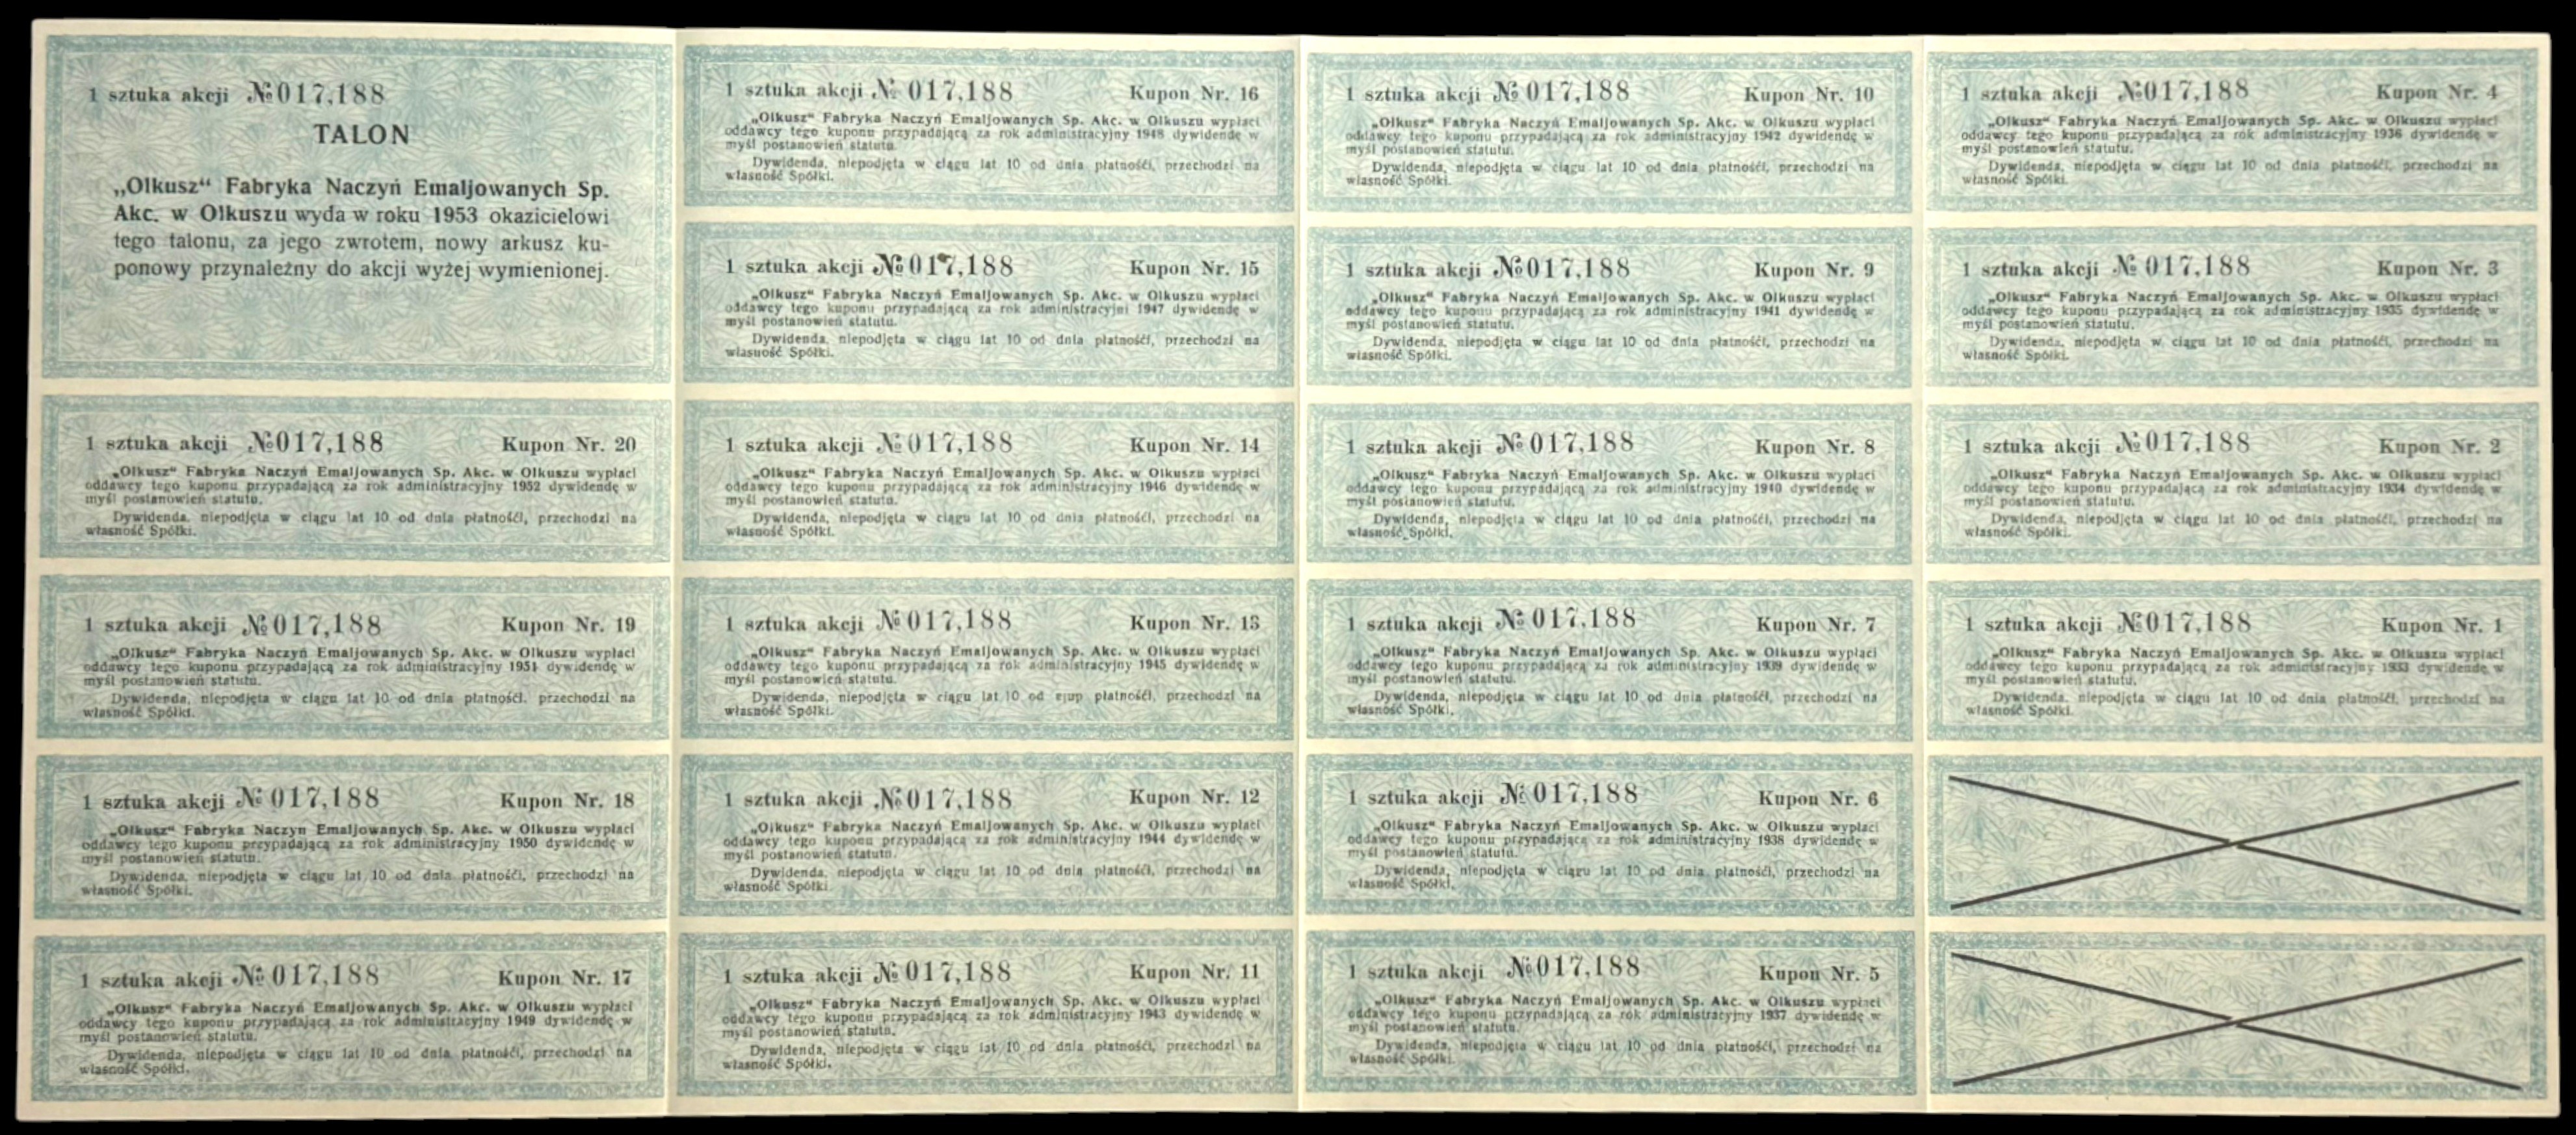 1 sztuka akcji №017,188
TALON
„Olkusz“ Fabryka Naczyń Emaljowanych Sp.
Akc. w Olkuszu wyda w roku 1953 okazicielowi
tego talonu, za jego zwrotem, nowy arkusz ku-
ponowy przynależny do akcji wyżej wymienionej.
1 sztuka akcji №017,188 Kupon Nr. 20
„Olkusz“ Fabryka Naczyń Emaljowanych Sp. Akc. w Olkuszu wypłaci
oddawcy tego kuponu przypadającą za rok administracyjny 1952 dywidendę w
myśl postanowień statutu.
Dywidenda, niepodjęta w ciągu lat 10 od dnia płatnośći, przechodzi na
własność Spółki.
1 sztuka akcji №017,188 Kupon Nr. 19
„Olkusz“ Fabryka Naczyń Emaljowanych Sp. Akc. w Olkuszu wypłaci
oddawcy tego kuponu przypadającą za rok administracyjny 1951 dywidendę w
myśl postanowień statutu.
Dywidenda, niepodjęta w ciągu lat 10 od dnia płatnośći, przechodzi na
własność Spółki.
1 sztuka akcji №017,188 Kupon Nr. 18
„Olkusz“ Fabryka Naczyn Emaljowanych Sp. Akc. w Olkuszu wypłaci
oddawcy tego kuponu przypadającą za rok administracyjny 1950 dywidendę w
myśl postanowień statutu.
Dywidenda, niepodjęta w ciągu lat 10 od dnia płatnośći, przechodzi na
własność Spółki.
1 sztuka akcji №017,188 Kupon Nr. 17
„Olkusz“ Fabryka Naczyń Emaljowanych Sp. Akc. w Olkuszu wypłaci
oddawcy tego kuponu przypadającą za rok administracyjny 1949 dywidendę w
myśl postanowień statutu.
Dywidenda, niepodjęta w ciągu lat 10 od dnia płatnośći, przechodzi na
własność Spółki.
1 sztuka akcji №017,188 Kupon Nr. 16
„Olkusz“ Fabryka Naczyń Emaljowanych Sp. Akc. w Olkuszu wypłaci
oddawcy tego kuponu przypadającą za rok administracyjny 1948 dywidendę w
myśl postanowień statutu.
Dywidenda, niepodjęta w ciągu lat 10 od dnia płatnośći, przechodzi na
własność Spółki.
1 sztuka akcji №017,188 Kupon Nr. 15
„Olkusz“ Fabryka Naczyń Emaljowanych Sp. Akc. w Olkuszu wypłaci
oddawcy tego kuponu przypadającą za rok administracyjni 1947 dywidendę w
myśl postanowień statutu.
Dywidenda, niepodjęta w ciągu lat 10 od dnia płatnośći, przechodzi na
własność Spółki.
1 sztuka akcji №017,188 Kupon Nr. 14
„Olkusz“ Fabryka Naczyń Emaljowanych Sp. Akc. w Olkuszu wypłaci
oddawcy tego kuponu przypadającą za rok administracyjny 1946 dywidendę w
myśl postanowień statutu.
Dywidenda, niepodjęta w ciągu lat 10 od dnia płatnośći, przechodzi na
własność Spółki.
1 sztuka akcji №017,188 Kupon Nr. 13
„Olkusz“ Fabryka Naczyń Emaljowanych Sp. Akc. w Olkuszu wypłaci
oddawcy tego kuponu przypadającą za rok administracyjny 1945 dywidendę w
myśl postanowień statutu.
Dywidenda, niepodjęta w ciągu lat 10 od ejup płatnośći, przechodzi na
własność Spółki.
1 sztuka akcji №017,188 Kupon Nr. 12
„Olkusz“ Fabryka Naczyń Emaljowanych Sp. Akc. w Olkuszu wypłaci
oddawcy tego kuponu przypadającą za rok administracyjny 1944 dywidendę w
myśl postanowień statutu.
Dywidenda, niepodjęta w ciągu lat 10 od dnia płatnośći, przechodzi na
własność Spółki.
1 sztuka akcji №017,188 Kupon Nr. 11
„Olkusz“ Fabryka Naczyń Emaljowanych Sp. Akc. w Olkuszu wypłaci
oddawcy tego kuponu przypadającą za rok administracyjny 1943 dywidendę w
myśl postanowień statutu.
Dywidenda, niepodjęta w ciągu lat 10 od dnia płatnośći, przechodzi na
własność Spółki.
1 sztuka akcji №017,188 Kupon Nr. 10
„Olkusz“ Fabryka Naczyń Emaljowanych Sp. Akc. w Olkuszu wypłaci
oddawcy tego kuponu przypadającą za rok administracyjny 1942 dywidendę w
myśl postanowień statutu.
Dywidenda, niepodjęta w ciągu lat 10 od dnia płatnośći, przechodzi na
własność Spółki.
1 sztuka akcji №017,188 Kupon Nr. 9
„Olkusz“ Fabryka Naczyń Emaljowanych Sp. Akc. w Olkuszu wypłaci
oddawcy tego kuponu przypadającą za rok administracyjny 1941 dywidendę w
myśl postanowień statutu.
Dywidenda, niepodjęta w ciągu lat 10 od dnia płatnośći, przechodzi na
własność Spółki.
1 sztuka akcji №017,188 Kupon Nr. 8
„Olkusz“ Fabryka Naczyń Emaljowanych Sp. Akc. w Olkuszu wypłaci
oddawcy tego kuponu przypadającą za rok administracyjny 1940 dywidendę w
myśl postanowień statutu.
Dywidenda, niepodjęta w ciągu lat 10 od dnia płatnośći, przechodzi na
własność Spółki.
1 sztuka akcji №017,188 Kupon Nr. 7
„Olkusz“ Fabryka Naczyń Emaljowanych Sp. Akc. w Olkuszu wypłaci
oddawcy tego kuponu przypadającą za rok administracyjny 1939 dywidendę w
myśl postanowień statutu.
Dywidenda, niepodjęta w ciągu lat 10 od dnia płatnośći, przechodzi na
własność Spółki.
1 sztuka akcji №017,188 Kupon Nr. 6
„Olkusz“ Fabryka Naczyń Emaljowanych Sp. Akc. w Olkuszu wypłaci
oddawcy tego kuponu przypadającą za rok administracyjny 1938 dywidendę w
myśl postanowień statutu.
Dywidenda, niepodjęta w ciągu lat 10 od dnia płatnośći, przechodzi na
własność Spółki.
1 sztuka akcji №017,188 Kupon Nr. 5
„Olkusz“ Fabryka Naczyń Emaljowanych Sp. Akc. w Olkuszu wypłaci
oddawcy tego kuponu przypadającą za rok administracyjny 1937 dywidendę w
myśl postanowień statutu.
Dywidenda, niepodjęta w ciągu lat 10 od dnia płatnośći, przechodzi na
własność Spółki.
1 sztuka akcji №017,188 Kupon Nr. 4
„Olkusz“ Fabryka Naczyń Emaljowanych Sp. Akc. w Olkuszu wypłaci
oddawcy tego kuponu przypadającą za rok administracyjny 1936 dywidendę w
myśl postanowień statutu.
Dywidenda, niepodjęta w ciągu lat 10 od dnia płatnośći, przechodzi na
własność Spółki.
1 sztuka akcji №017,188 Kupon Nr. 3
„Olkusz“ Fabryka Naczyń Emaljowanych Sp. Akc. w Olkuszu wypłaci
oddawcy tego kuponu przypadającą za rok administracyjny 1935 dywidendę w
myśl postanowień statutu.
Dywidenda, niepodjęta w ciągu lat 10 od dnia płatnośći, przechodzi na
własność Spółki.
1 sztuka akcji №017,188 Kupon Nr. 2
„Olkusz“ Fabryka Naczyń Emaljowanych Sp. Akc. w Olkuszu wypłaci
oddawcy tego kuponu przypadającą za rok administracyjny 1934 dywidendę w
myśl postanowień statutu.
Dywidenda, niepodjęta w ciągu lat 10 od dnia płatnośći, przechodzi na
własność Spółki.
1 sztuka akcji №017,188 Kupon Nr. 1
„Olkusz“ Fabryka Naczyń Emaljowanych Sp. Akc. w Olkuszu wypłaci
oddawcy tego kuponu przypadającą za rok administracyjny 1933 dywidendę w
myśl postanowień statutu.
Dywidenda, niepodjęta w ciągu lat 10 od dnia płatnośći, przechodzi na
własność Spółki.